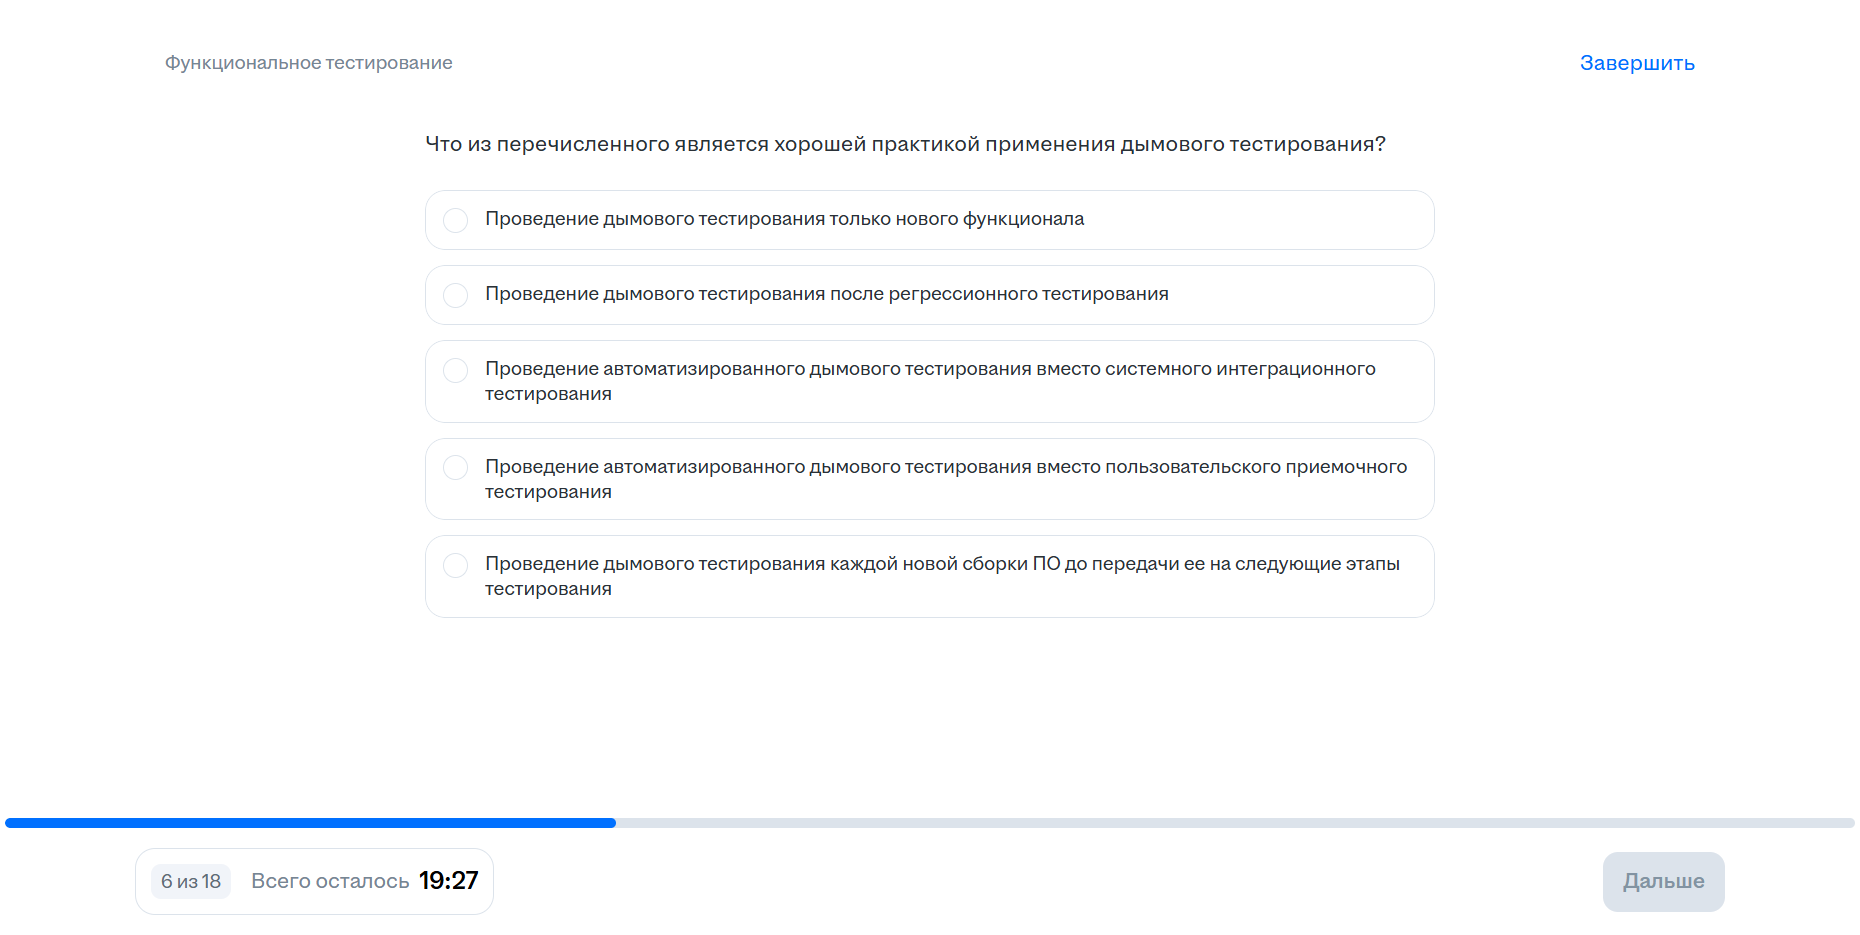 Функциональное тестирование
Завершить
Что из перечисленного является хорошей практикой применения дымового тестирования?
Проведение дымового тестирования только нового функционала
Проведение дымового тестирования после регрессионного тестирования
Проведение автоматизированного дымового тестирования вместо системного интеграционного
тестирования
Проведение автоматизированного дымового тестирования вместо пользовательского приемочного
тестирования
Проведение дымового тестирования каждой новой сборки ПО до передачи ее на следующие этапы
тестирования
6 из 18
Всего осталось 19:27
Дальше